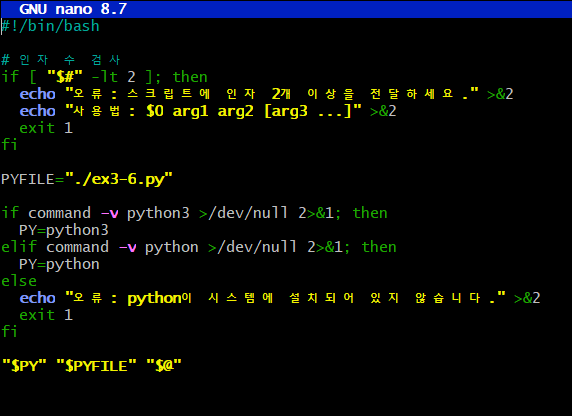 GNU nano 8.7
#!/bin/bash
# 인자 수 검사
if [ "$#" -lt 2 ]; then
  echo "오류: 스크립트에 인자 2개 이상을 전달하세요." >&2
  echo "사용법: $0 arg1 arg2 [arg3 ...]" >&2
  exit 1
fi
PYFILE="./ex3-6.py"
if command -v python3 >/dev/null 2>&1; then
  PY=python3
elif command -v python >/dev/null 2>&1; then
  PY=python
else
  echo "오류: python이 시스템에 설치되어 있지 않습니다." >&2
  exit 1
fi
"$PY" "$PYFILE" "$@"